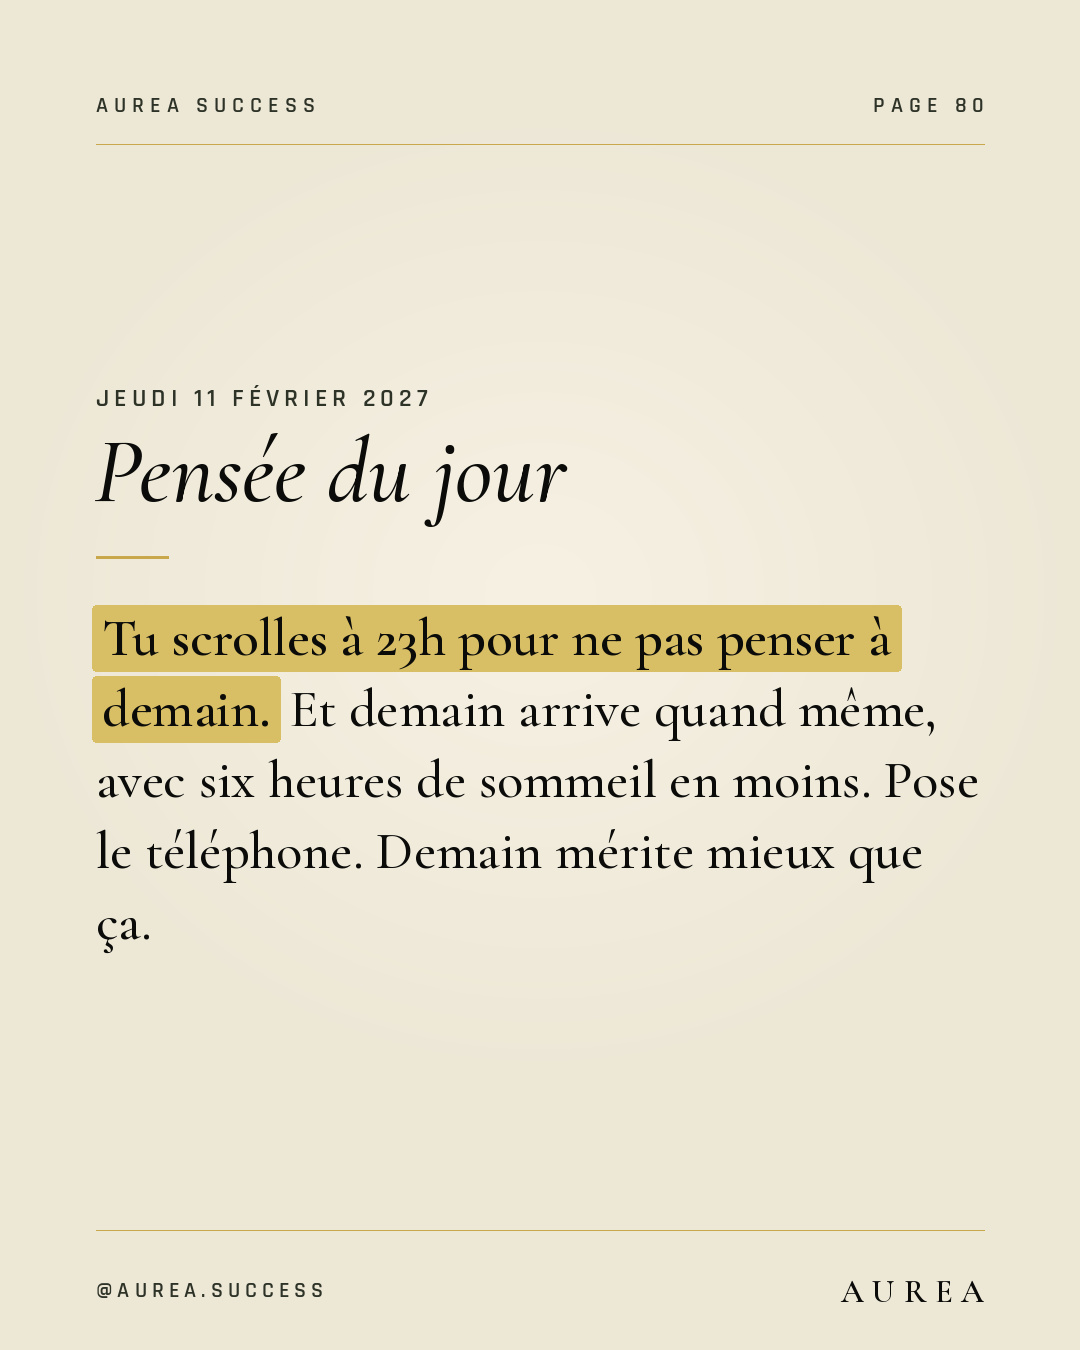 AUREA SUCCESS
PAGE 80
JEUDI 11 FÉVRIER 2027
Pensée du jour
Tu scrolles à 23h pour ne pas penser à
demain. Et demain arrive quand même,
avec six heures de sommeil en moins. Pose
le téléphone. Demain mérite mieux que
ça.
@AUREA.SUCCESS
AUREA